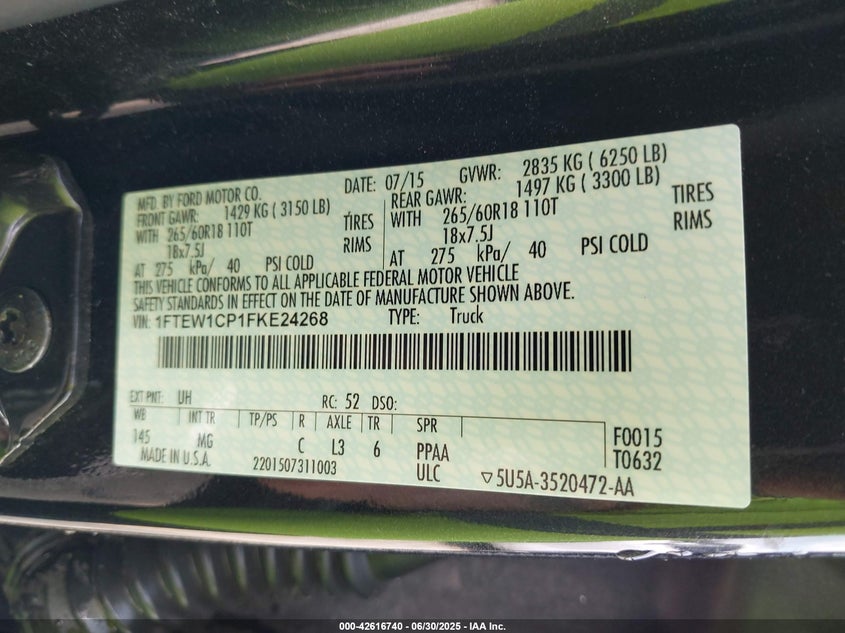 MFD. BY FORD MOTOR CO. DATE: 07/15 GVWR: 2835 KG ( 6250 LB)
FRONT GAWR: 1429 KG ( 3150 LB) REAR GAWR: 1497 KG ( 3300 LB)
WITH 265/60R18 110T TIRES WITH 265/60R18 110T TIRES
18x7.5J RIMS 18x7.5J RIMS
AT 275 kPa/ 40 PSI COLD AT 275 kPa/ 40 PSI COLD
THIS VEHICLE CONFORMS TO ALL APPLICABLE FEDERAL MOTOR VEHICLE
SAFETY STANDARDS IN EFFECT ON THE DATE OF MANUFACTURE SHOWN ABOVE.
VIN: 1FTEW1CP1FKE24268 TYPE: Truck
EXT PNT: UH RC: 52 DSO:
WB INT TR TP/PS R AXLE TR SPR
145 MG C L3 6 PPAA F0015
MADE IN U.S.A. 2201507311003 ULC T0632
▽5U5A-3520472-AA
000-42616740 - 06/30/2025 - IAA Inc.